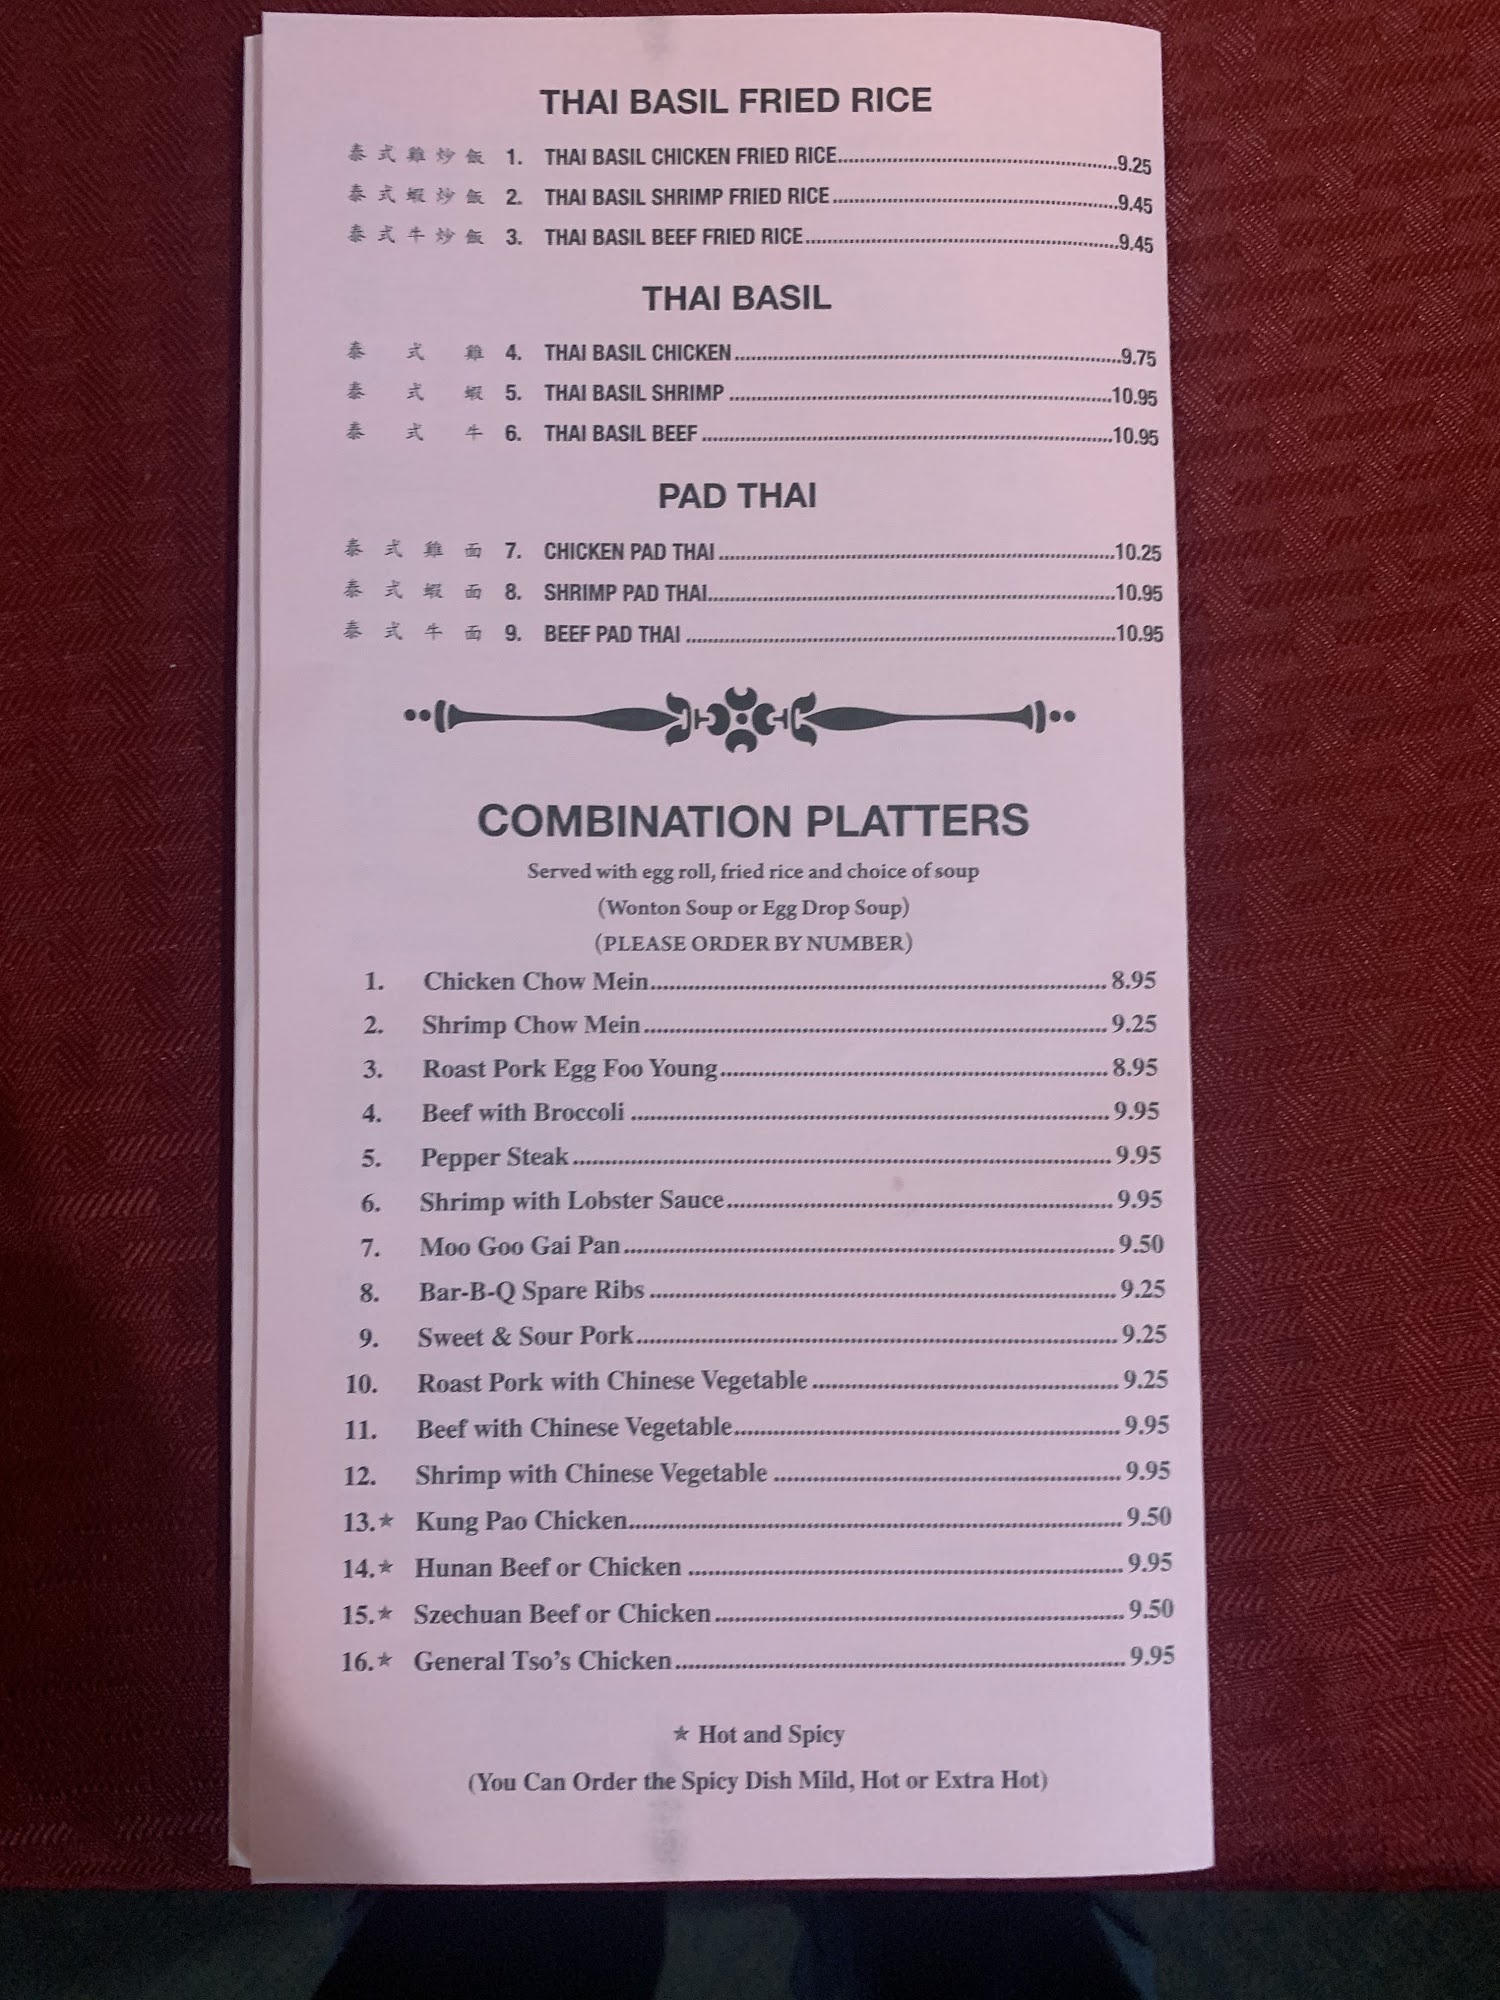 THAI BASIL FRIED RICE
泰式雞炒飯 1. THAI BASIL CHICKEN FRIED RICE 9.25
泰式蝦炒飯 2. THAI BASIL SHRIMP FRIED RICE 9.45
泰式牛炒飯 3. THAI BASIL BEEF FRIED RICE 9.45
THAI BASIL
泰式雞 4. THAI BASIL CHICKEN 9.75
泰式蝦 5. THAI BASIL SHRIMP 10.95
泰式牛 6. THAI BASIL BEEF 10.95
PAD THAI
泰式雞面 7. CHICKEN PAD THAI 10.25
泰式蝦面 8. SHRIMP PAD THAI 10.95
泰式牛面 9. BEEF PAD THAI 10.95
COMBINATION PLATTERS
Served with egg roll, fried rice and choice of soup
(Wonton Soup or Egg Drop Soup)
(PLEASE ORDER BY NUMBER)
1. Chicken Chow Mein 8.95
2. Shrimp Chow Mein 9.25
3. Roast Pork Egg Foo Young 8.95
4. Beef with Broccoli 9.95
5. Pepper Steak 9.95
6. Shrimp with Lobster Sauce 9.95
7. Moo Goo Gai Pan 9.50
8. Bar-B-Q Spare Ribs 9.25
9. Sweet & Sour Pork 9.25
10. Roast Pork with Chinese Vegetable 9.25
11. Beef with Chinese Vegetable 9.95
12. Shrimp with Chinese Vegetable 9.95
13.★ Kung Pao Chicken 9.50
14.★ Hunan Beef or Chicken 9.95
15.★ Szechuan Beef or Chicken 9.50
16.★ General Tso's Chicken 9.95
★ Hot and Spicy
(You Can Order the Spicy Dish Mild, Hot or Extra Hot)